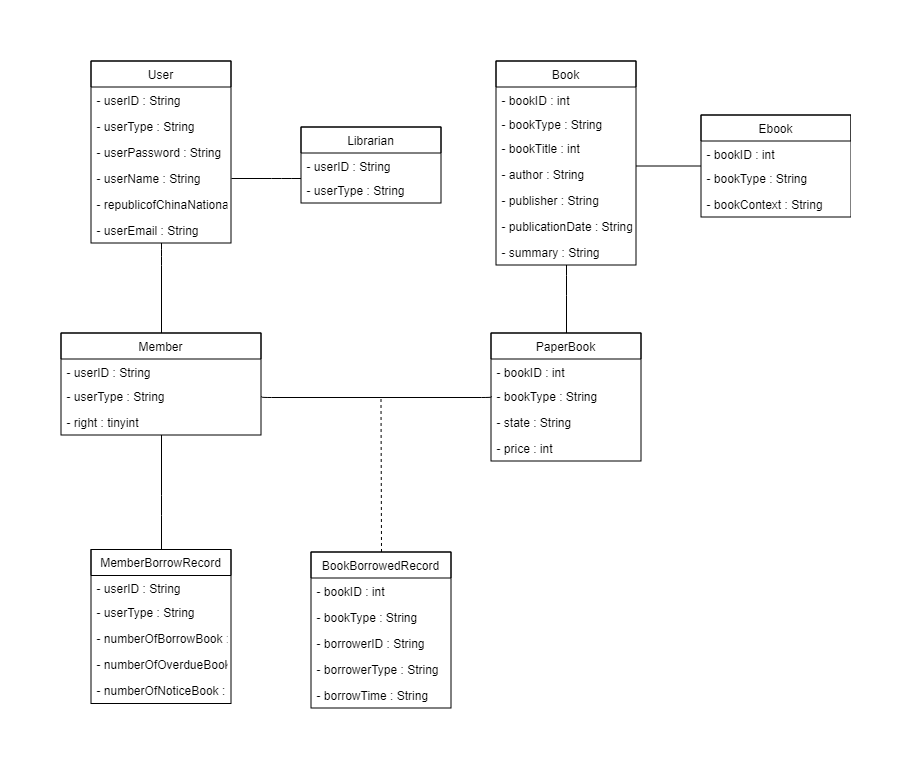 User
- userID : String
- userType : String
- userPassword : String
- userName : String
- republicofChinaNationa
- userEmail : String
Librarian
- userID : String
- userType : String
Book
- bookID : int
- bookType : String
- bookTitle : int
- author : String
- publisher : String
- publicationDate : String
- summary : String
Ebook
- bookID : int
- bookType : String
- bookContext : String
Member
- userID : String
- userType : String
- right : tinyint
PaperBook
- bookID : int
- bookType : String
- state : String
- price : int
MemberBorrowRecord
- userID : String
- userType : String
- numberOfBorrowBook :
- numberOfOverdueBook
- numberOfNoticeBook :
BookBorrowedRecord
- bookID : int
- bookType : String
- borrowerID : String
- borrowerType : String
- borrowTime : String